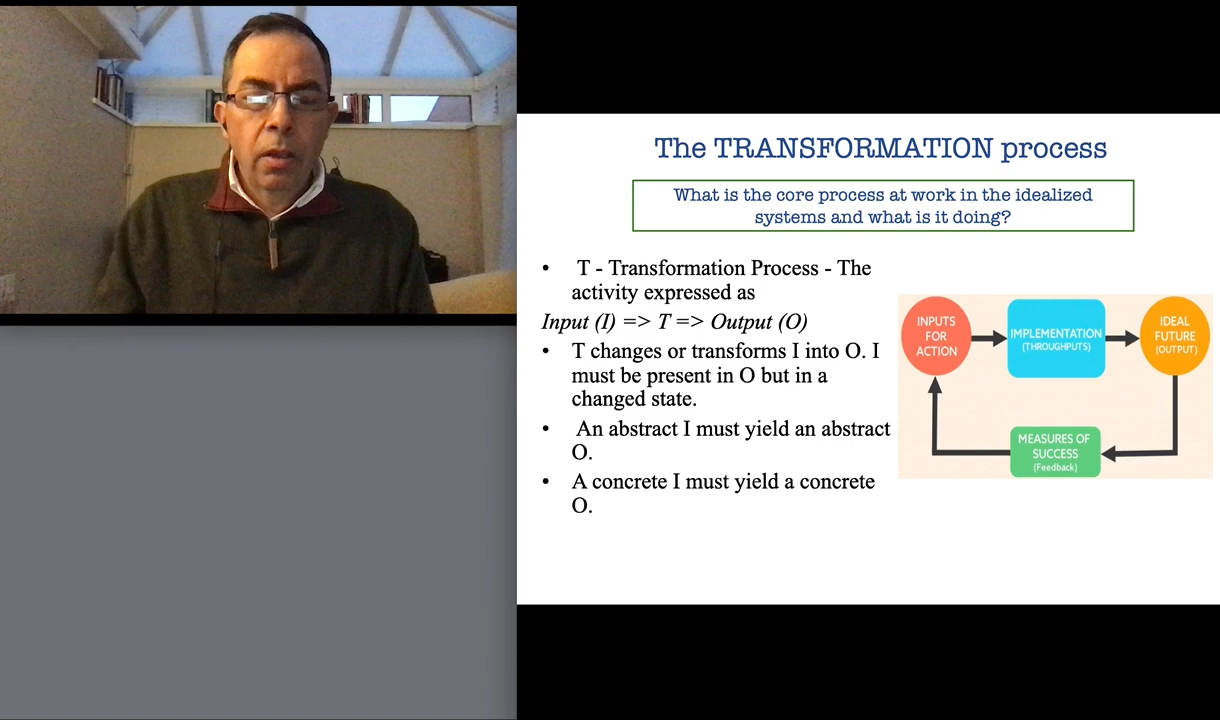 The TRANSFORMATION process
What is the core process at work in the idealized
systems and what is it doing?
• T - Transformation Process - The
activity expressed as
Input (I) => T => Output (O)
• T changes or transforms I into O. I
must be present in O but in a
changed state.
• An abstract I must yield an abstract
O.
• A concrete I must yield a concrete
O.
INPUTS
FOR
ACTION
IMPLEMENTATION
(THROUGHPUTS)
IDEAL
FUTURE
(OUTPUT)
MEASURES OF
SUCCESS
(Feedback)